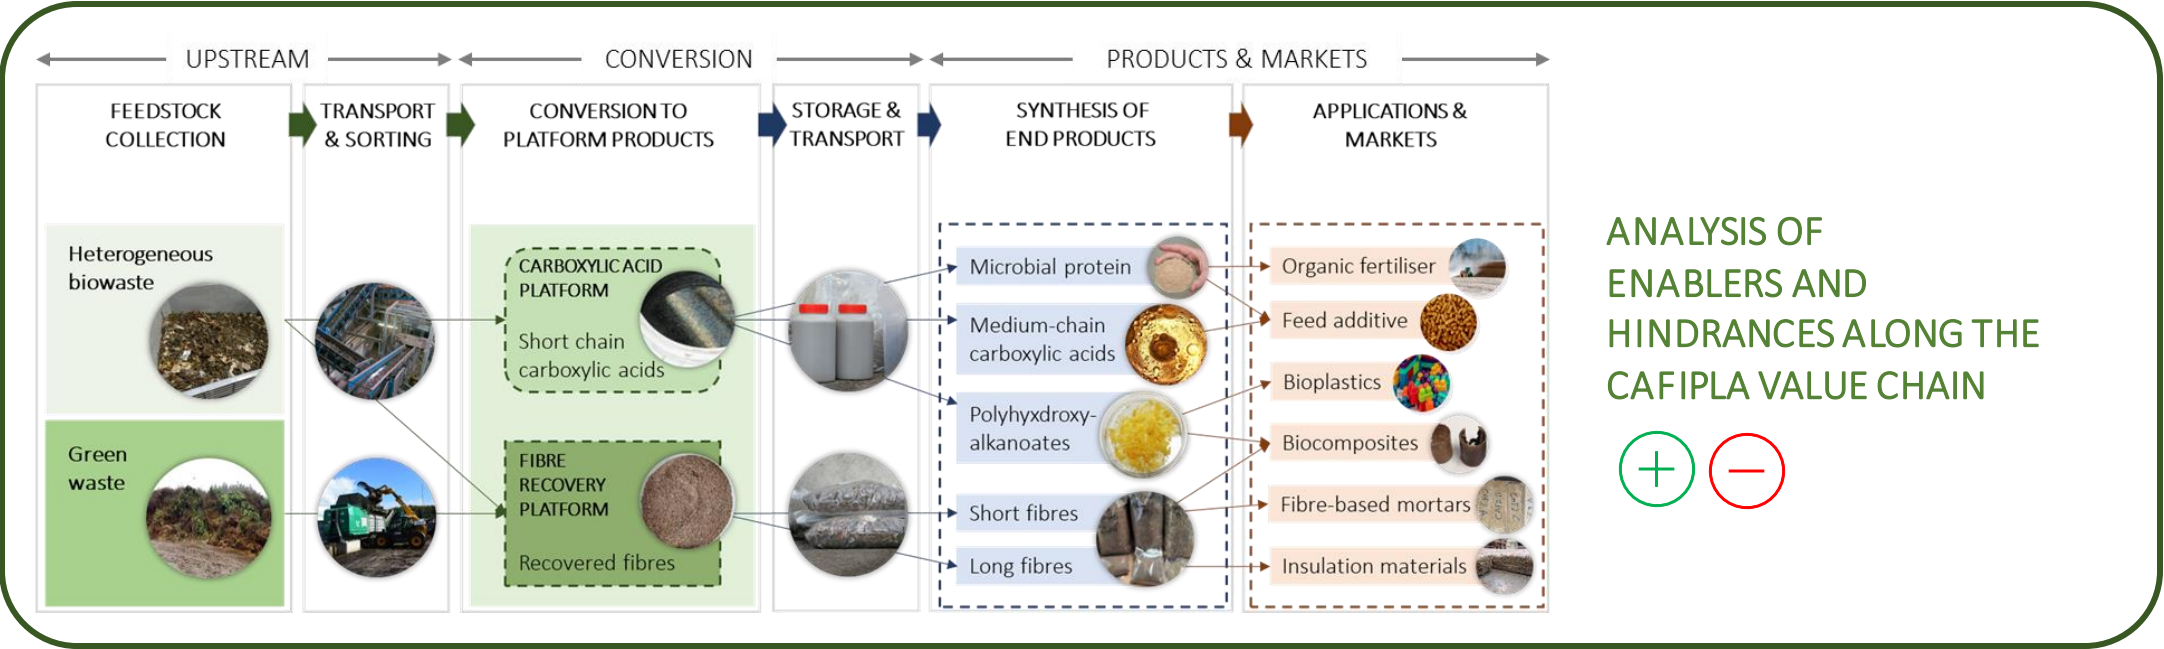 UPSTREAM
CONVERSION
PRODUCTS & MARKETS
FEEDSTOCK
COLLECTION
TRANSPORT
& SORTING
CONVERSION TO
PLATFORM PRODUCTS
STORAGE &
TRANSPORT
SYNTHESIS OF
END PRODUCTS
APPLICATIONS &
MARKETS
Heterogeneous
biowaste
Green
waste
CARBOXYLIC ACID
PLATFORM
Short chain
carboxylic acids
FIBRE
RECOVERY
PLATFORM
Recovered fibres
Microbial protein
Medium-chain
carboxylic acids
Polyhyxdroxy-
alkanoates
Short fibres
Long fibres
Organic fertiliser
Feed additive
Bioplastics
Biocomposites
Fibre-based mortars
Insulation materials
ANALYSIS OF
ENABLERS AND
HINDRANCES ALONG THE
CAFIPLA VALUE CHAIN